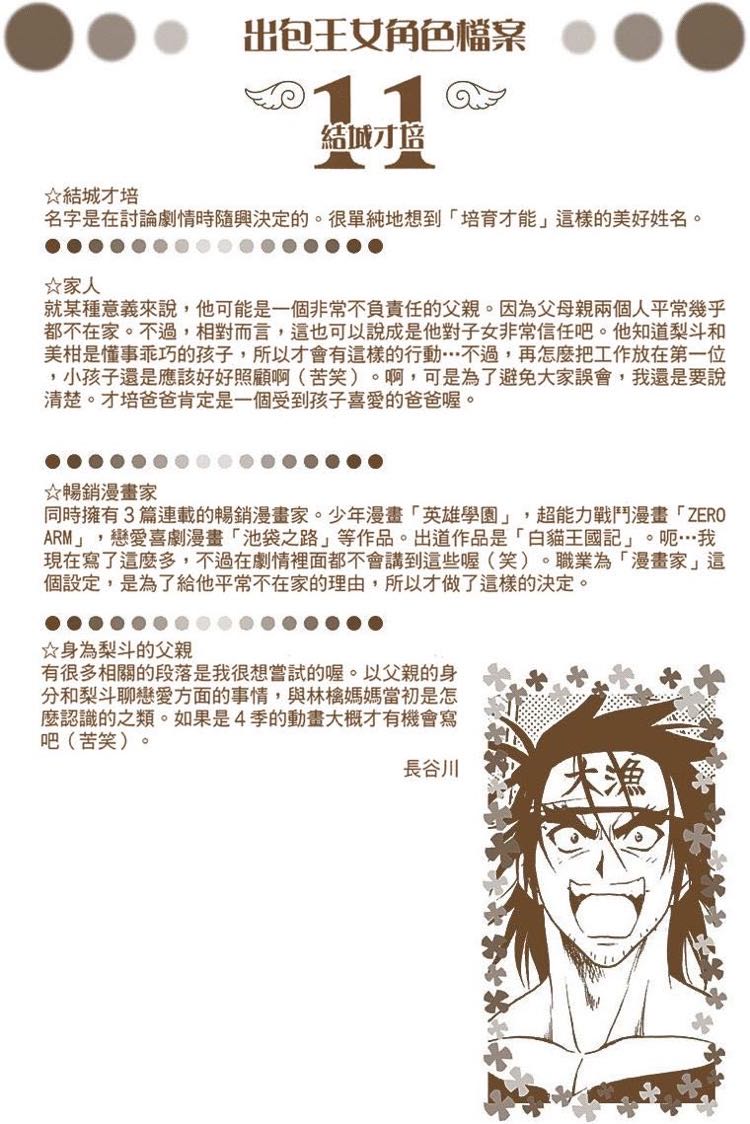 出包王女角色檔案
11
結城才培
☆結城才培
名字是在討論劇情時隨興決定的。很單純地想到「培育才能」這樣的美好姓名。
☆家人
就某種意義來說，他可能是一個非常不負責任的父親。因為父母親兩個人平常幾乎
都不在家。不過，相對而言，這也可以說成是他對子女非常信任吧。他知道梨斗和
美柑是懂事乖巧的孩子，所以才會有這樣的行動…不過，再怎麼把工作放在第一位
，小孩子還是應該好好照顧啊（苦笑）。啊，可是為了避免大家誤會，我還是要說
清楚。才培爸爸肯定是一個受到孩子喜愛的爸爸喔。
☆暢銷漫畫家
同時擁有３篇連載的暢銷漫畫家。少年漫畫「英雄學園」，超能力戰鬥漫畫「ZERO
ARM」，戀愛喜劇漫畫「池袋之路」等作品。出道作品是「白貓王國記」。呃…我
現在寫了這麼多，不過在劇情裡面都不會講到這些喔（笑）。職業為「漫畫家」這
個設定，是為了給他平常不在家的理由，所以才做了這樣的決定。
☆身為梨斗的父親
有很多相關的段落是我很想嘗試的喔。以父親的身
分和梨斗聊戀愛方面的事情，與林檎媽媽當初是怎
麼認識的之類。如果是４季的動畫大概才有機會寫
吧（苦笑）。
長谷川
大漁